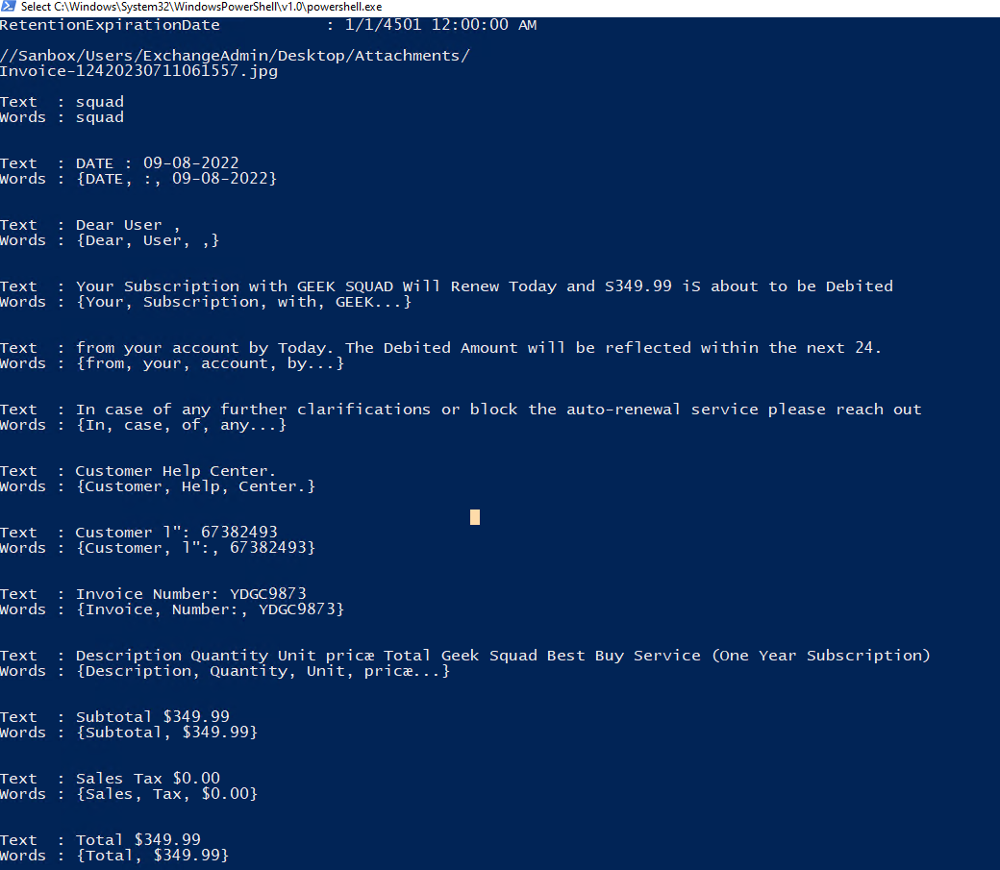 Select C:\Windows\System32\WindowsPowerShell\v1.0\powershell.exe
RetentionExpirationDate : 1/1/4501 12:00:00 AM
//Sanbox/Users/ExchangeAdmin/Desktop/Attachments/
Invoice-12420230711061557.jpg
Text : squad
Words : squad
Text : DATE : 09-08-2022
Words : {DATE, :, 09-08-2022}
Text : Dear User ,
Words : {Dear, User, ,}
Text : Your Subscription with GEEK SQUAD Will Renew Today and S349.99 iS about to be Debited
Words : {Your, Subscription, with, GEEK...}
Text : from your account by Today. The Debited Amount will be reflected within the next 24.
Words : {from, your, account, by...}
Text : In case of any further clarifications or block the auto-renewal service please reach out
Words : {In, case, of, any...}
Text : Customer Help Center.
Words : {Customer, Help, Center.}
Text : Customer l": 67382493
Words : {Customer, l":, 67382493}
Text : Invoice Number: YDGC9873
Words : {Invoice, Number:, YDGC9873}
Text : Description Quantity Unit pricæ Total Geek Squad Best Buy Service (One Year Subscription)
Words : {Description, Quantity, Unit, pricæ...}
Text : Subtotal $349.99
Words : {Subtotal, $349.99}
Text : Sales Tax $0.00
Words : {Sales, Tax, $0.00}
Text : Total $349.99
Words : {Total, $349.99}